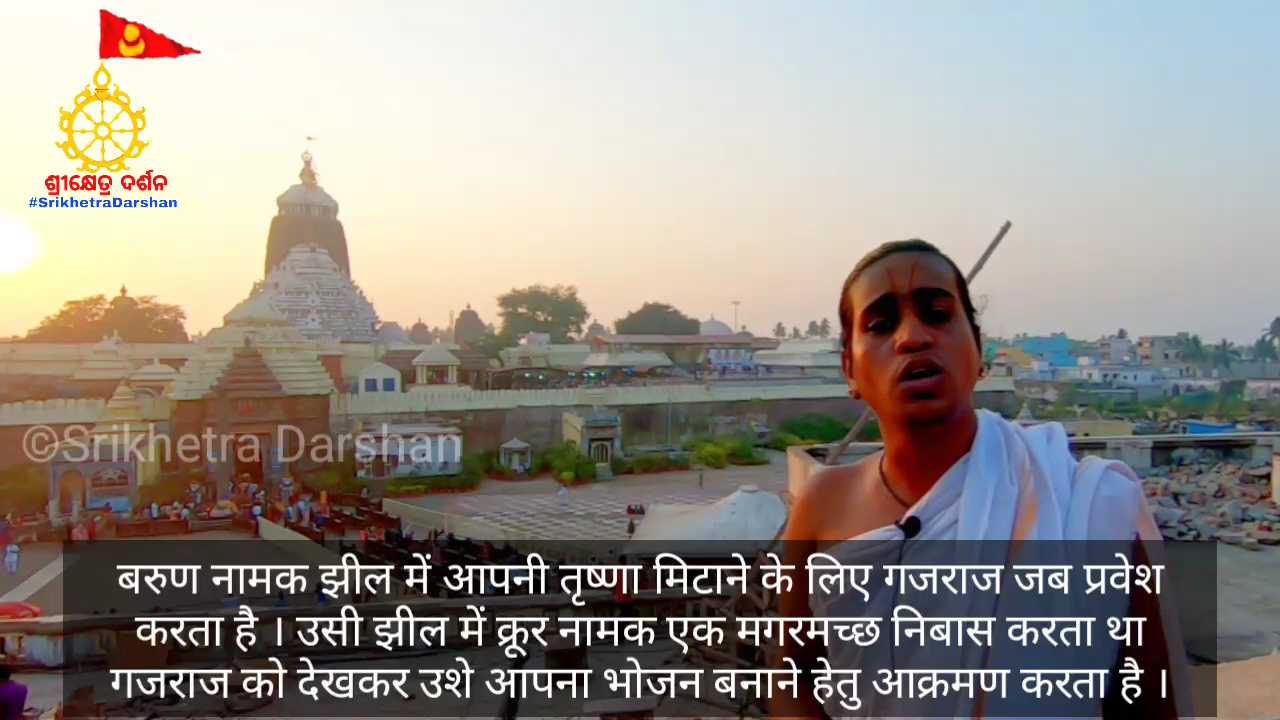 ଶ୍ରୀକ୍ଷେତ୍ର ଦର୍ଶନ
#SrikhetraDarshan
©Srikhetra Darshan
बरुण नामक झील में आपनी तृष्णा मिटाने के लिए गजराज जब प्रवेश
करता है । उसी झील में क्रूर नामक एक मगरमच्छ निबास करता था
गजराज को देखकर उशे आपना भोजन बनाने हेतु आक्रमण करता है ।